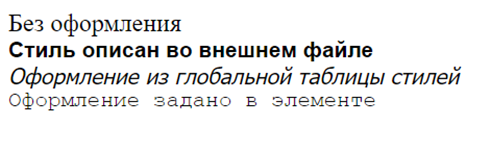 Без оформления
Стиль описан во внешнем файле
Оформление из глобальной таблицы стилей
Оформление задано в элементе